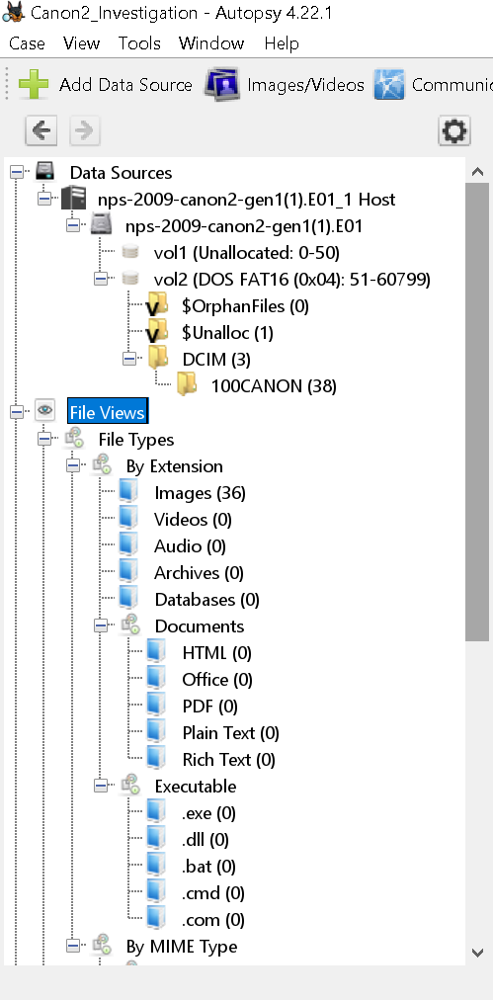 Canon2_Investigation - Autopsy 4.22.1
Case View Tools Window Help
Add Data Source Images/Videos Communic
Data Sources
nps-2009-canon2-gen1(1).E01_1 Host
nps-2009-canon2-gen1(1).E01
vol1 (Unallocated: 0-50)
vol2 (DOS FAT16 (0x04): 51-60799)
$OrphanFiles (0)
$Unalloc (1)
DCIM (3)
100CANON (38)
File Views
File Types
By Extension
Images (36)
Videos (0)
Audio (0)
Archives (0)
Databases (0)
Documents
HTML (0)
Office (0)
PDF (0)
Plain Text (0)
Rich Text (0)
Executable
.exe (0)
.dll (0)
.bat (0)
.cmd (0)
.com (0)
By MIME Type